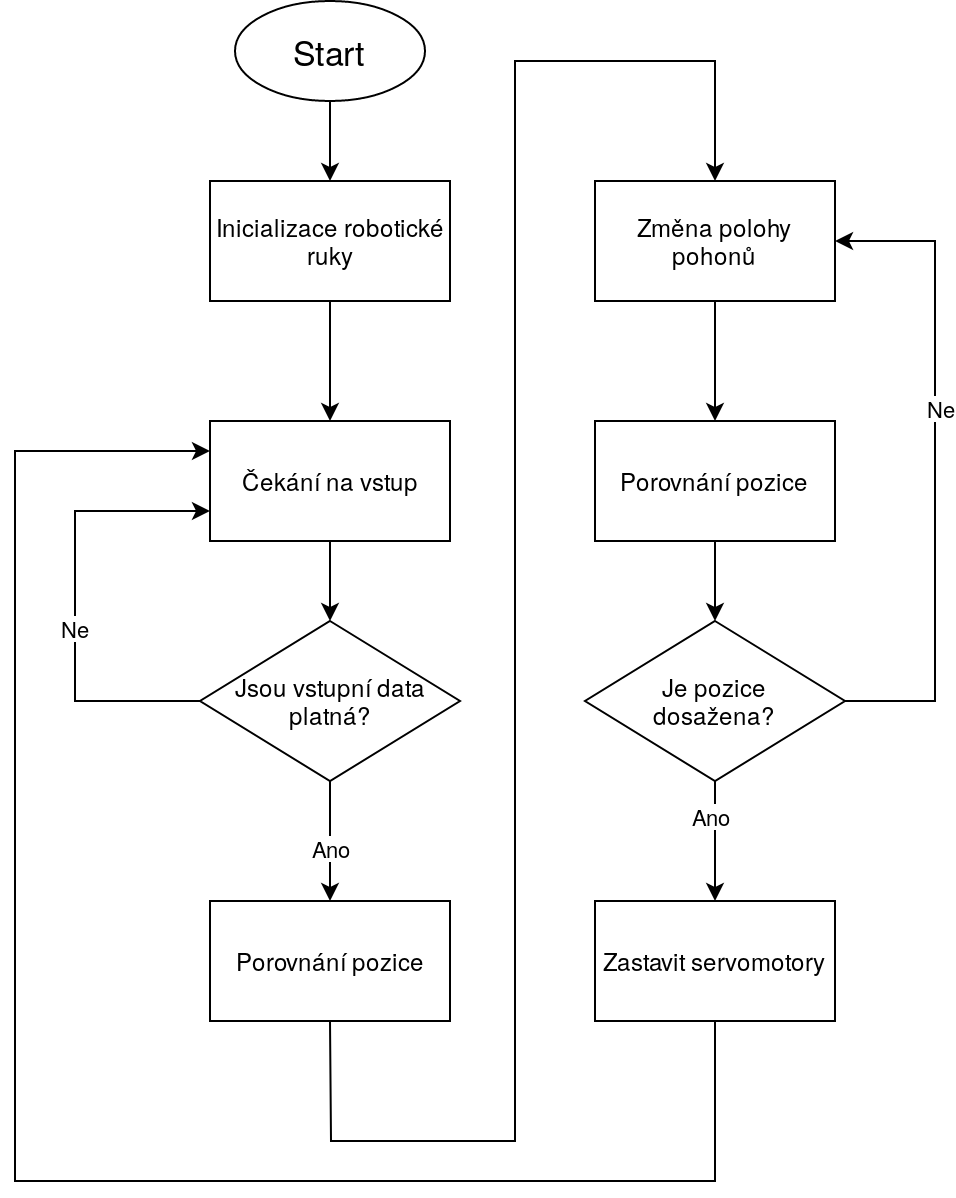 Start
Inicializace robotické
ruky
Čekání na vstup
Ne
Jsou vstupní data
platná?
Ano
Porovnání pozice
Změna polohy
pohonů
Ne
Porovnání pozice
Je pozice
dosažena?
Ano
Zastavit servomotory